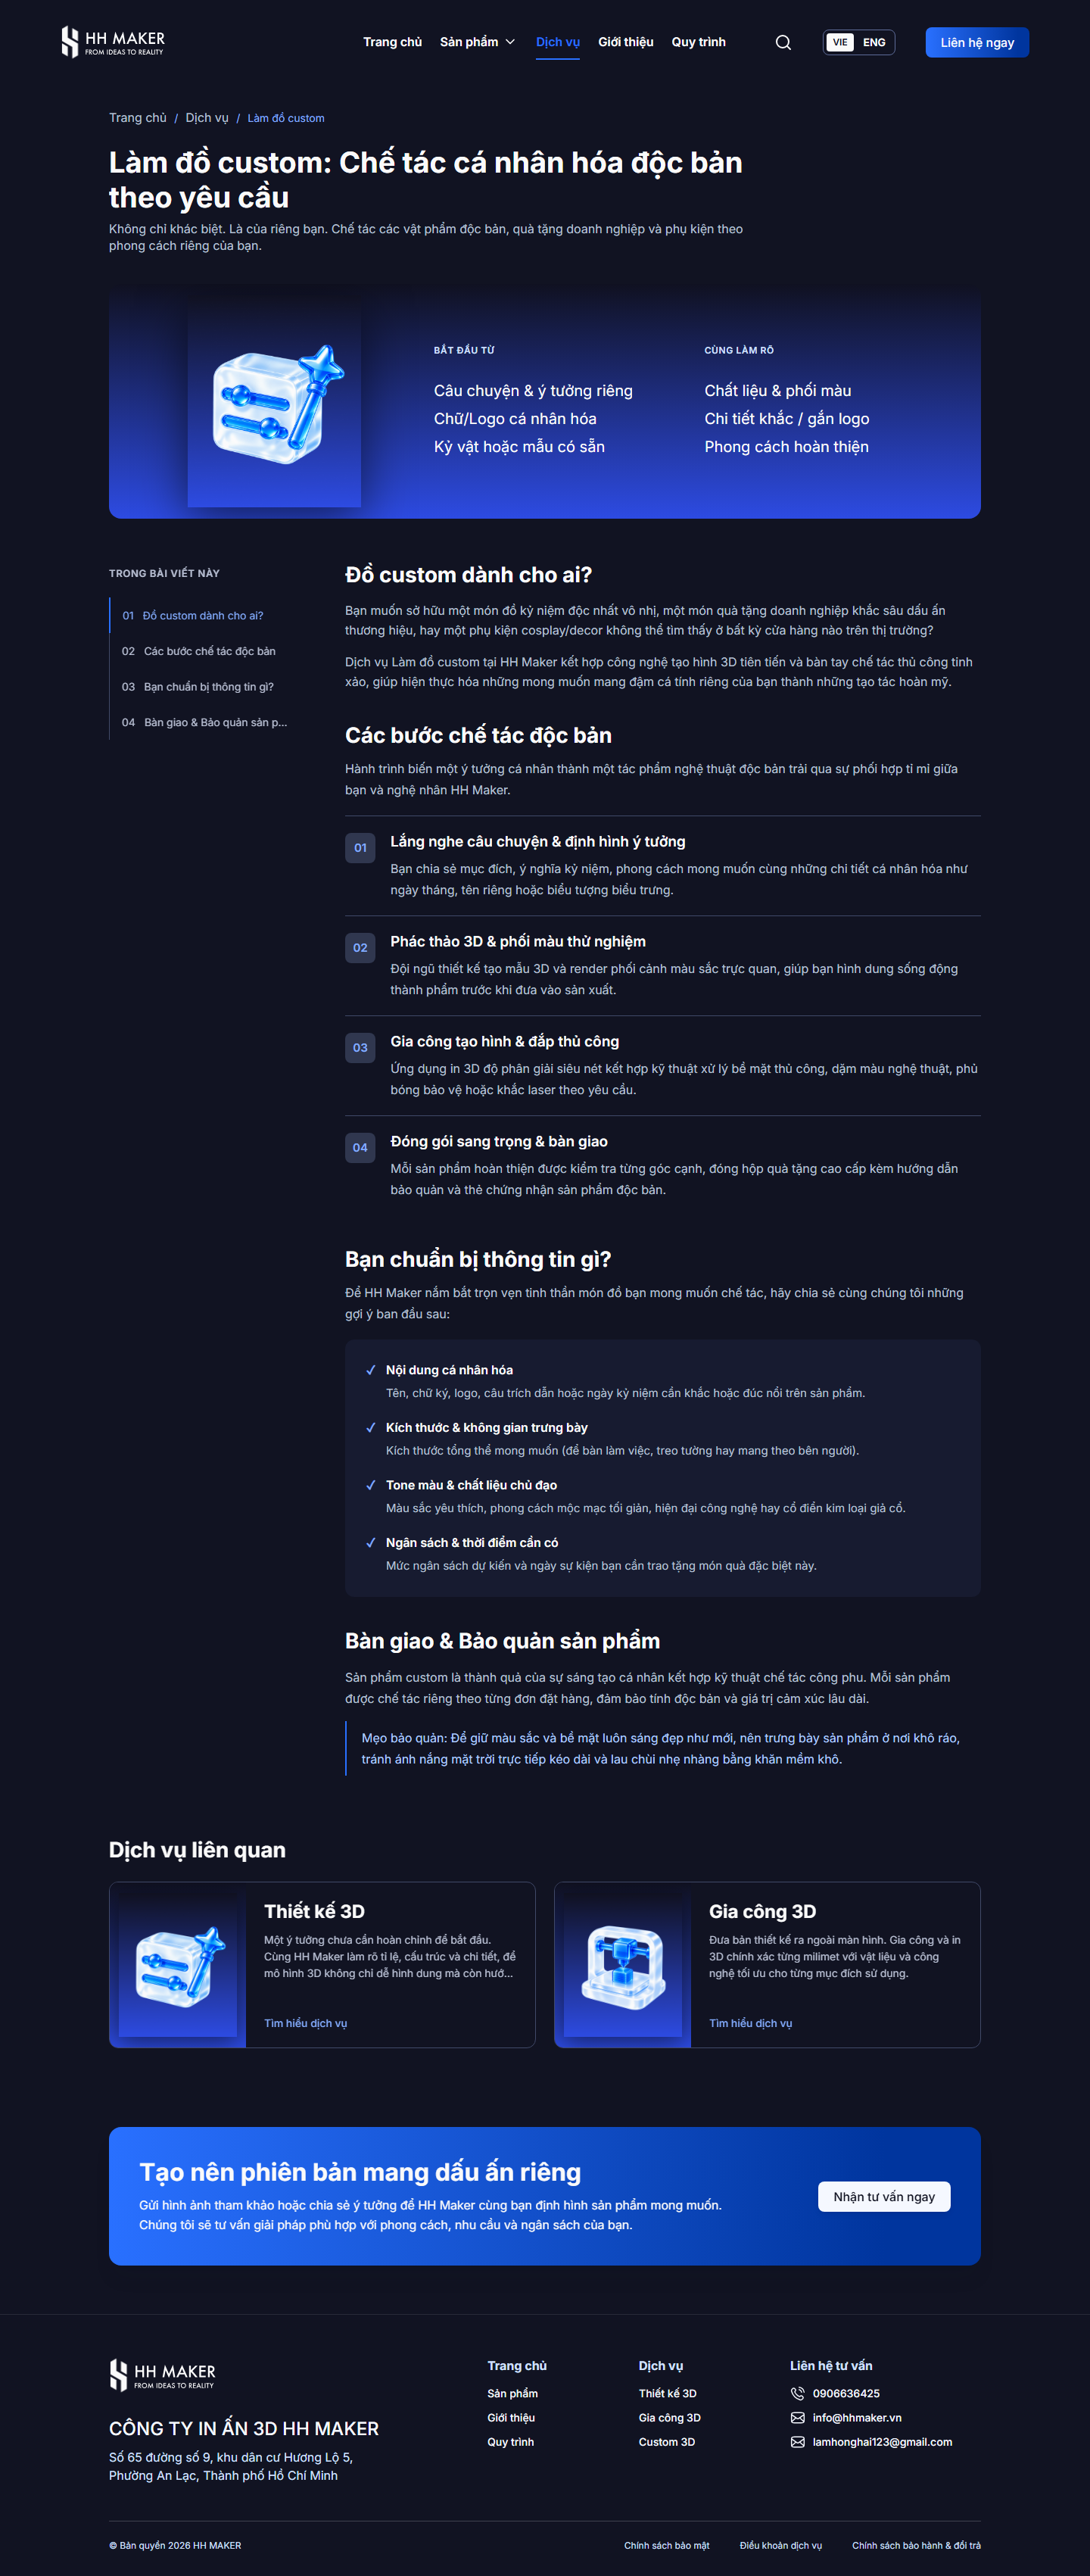 HH MAKER
FROM IDEAS TO REALITY
Trang chủ
Sản phẩm
Dịch vụ
Giới thiệu
Quy trình
VIE
ENG
Liên hệ ngay
Trang chủ / Dịch vụ / Làm đồ custom
Làm đồ custom: Chế tác cá nhân hóa độc bản
theo yêu cầu
Không chỉ khác biệt. Là của riêng bạn. Chế tác các vật phẩm độc bản, quà tặng doanh nghiệp và phụ kiện theo
phong cách riêng của bạn.
BẮT ĐẦU TỪ
Câu chuyện & ý tưởng riêng
Chữ/Logo cá nhân hóa
Kỷ vật hoặc mẫu có sẵn
CÙNG LÀM RÕ
Chất liệu & phối màu
Chi tiết khắc / gắn logo
Phong cách hoàn thiện
TRONG BÀI VIẾT NÀY
01 Đồ custom dành cho ai?
02 Các bước chế tác độc bản
03 Bạn chuẩn bị thông tin gì?
04 Bàn giao & Bảo quản sản p...
Đồ custom dành cho ai?
Bạn muốn sở hữu một món đồ kỷ niệm độc nhất vô nhị, một món quà tặng doanh nghiệp khắc sâu dấu ấn
thương hiệu, hay một phụ kiện cosplay/decor không thể tìm thấy ở bất kỳ cửa hàng nào trên thị trường?
Dịch vụ Làm đồ custom tại HH Maker kết hợp công nghệ tạo hình 3D tiên tiến và bàn tay chế tác thủ công tinh
xảo, giúp hiện thực hóa những mong muốn mang đậm cá tính riêng của bạn thành những tạo tác hoàn mỹ.
Các bước chế tác độc bản
Hành trình biến một ý tưởng cá nhân thành một tác phẩm nghệ thuật độc bản trải qua sự phối hợp tỉ mỉ giữa
bạn và nghệ nhân HH Maker.
01
Lắng nghe câu chuyện & định hình ý tưởng
Bạn chia sẻ mục đích, ý nghĩa kỷ niệm, phong cách mong muốn cùng những chi tiết cá nhân hóa như
ngày tháng, tên riêng hoặc biểu tượng biểu trưng.
02
Phác thảo 3D & phối màu thử nghiệm
Đội ngũ thiết kế tạo mẫu 3D và render phối cảnh màu sắc trực quan, giúp bạn hình dung sống động
thành phẩm trước khi đưa vào sản xuất.
03
Gia công tạo hình & đắp thủ công
Ứng dụng in 3D độ phân giải siêu nét kết hợp kỹ thuật xử lý bề mặt thủ công, dặm màu nghệ thuật, phủ
bóng bảo vệ hoặc khắc laser theo yêu cầu.
04
Đóng gói sang trọng & bàn giao
Mỗi sản phẩm hoàn thiện được kiểm tra từng góc cạnh, đóng hộp quà tặng cao cấp kèm hướng dẫn
bảo quản và thẻ chứng nhận sản phẩm độc bản.
Bạn chuẩn bị thông tin gì?
Để HH Maker nắm bắt trọn vẹn tinh thần món đồ bạn mong muốn chế tác, hãy chia sẻ cùng chúng tôi những
gợi ý ban đầu sau:
✓ Nội dung cá nhân hóa
Tên, chữ ký, logo, câu trích dẫn hoặc ngày kỷ niệm cần khắc hoặc đúc nổi trên sản phẩm.
✓ Kích thước & không gian trưng bày
Kích thước tổng thể mong muốn (để bàn làm việc, treo tường hay mang theo bên người).
✓ Tone màu & chất liệu chủ đạo
Màu sắc yêu thích, phong cách mộc mạc tối giản, hiện đại công nghệ hay cổ điển kim loại giả cổ.
✓ Ngân sách & thời điểm cần có
Mức ngân sách dự kiến và ngày sự kiện bạn cần trao tặng món quà đặc biệt này.
Bàn giao & Bảo quản sản phẩm
Sản phẩm custom là thành quả của sự sáng tạo cá nhân kết hợp kỹ thuật chế tác công phu. Mỗi sản phẩm
được chế tác riêng theo từng đơn đặt hàng, đảm bảo tính độc bản và giá trị cảm xúc lâu dài.
Mẹo bảo quản: Để giữ màu sắc và bề mặt luôn sáng đẹp như mới, nên trưng bày sản phẩm ở nơi khô ráo,
tránh ánh nắng mặt trời trực tiếp kéo dài và lau chùi nhẹ nhàng bằng khăn mềm khô.
Dịch vụ liên quan
Thiết kế 3D
Một ý tưởng chưa cần hoàn chỉnh để bắt đầu.
Cùng HH Maker làm rõ tỉ lệ, cấu trúc và chi tiết, để
mô hình 3D không chỉ dễ hình dung mà còn hướ...
Tìm hiểu dịch vụ
Gia công 3D
Đưa bản thiết kế ra ngoài màn hình. Gia công và in
3D chính xác từng milimet với vật liệu và công
nghệ tối ưu cho từng mục đích sử dụng.
Tìm hiểu dịch vụ
Tạo nên phiên bản mang dấu ấn riêng
Gửi hình ảnh tham khảo hoặc chia sẻ ý tưởng để HH Maker cùng bạn định hình sản phẩm mong muốn.
Chúng tôi sẽ tư vấn giải pháp phù hợp với phong cách, nhu cầu và ngân sách của bạn.
Nhận tư vấn ngay
HH MAKER
FROM IDEAS TO REALITY
CÔNG TY IN ẤN 3D HH MAKER
Số 65 đường số 9, khu dân cư Hương Lộ 5,
Phường An Lạc, Thành phố Hồ Chí Minh
Trang chủ
Sản phẩm
Giới thiệu
Quy trình
Dịch vụ
Thiết kế 3D
Gia công 3D
Custom 3D
Liên hệ tư vấn
0906636425
info@hhmaker.vn
lamhonghai123@gmail.com
© Bản quyền 2026 HH MAKER
Chính sách bảo mật
Điều khoản dịch vụ
Chính sách bảo hành & đổi trả